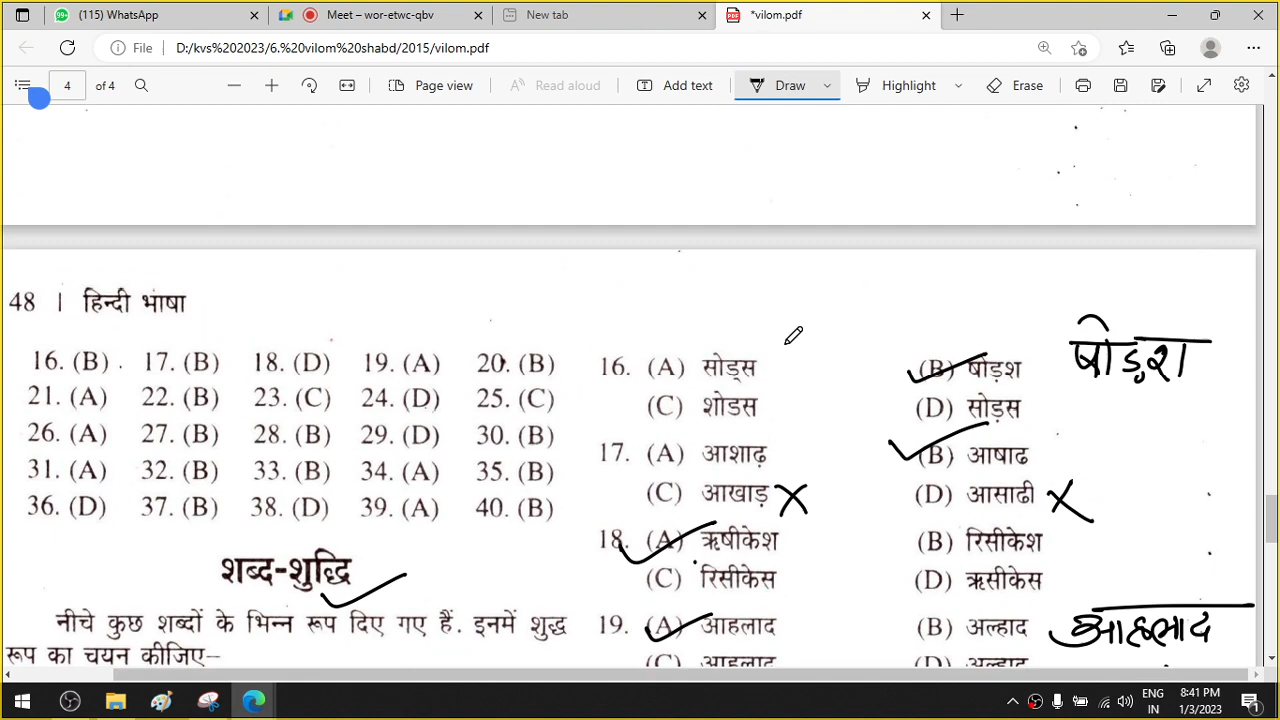 (115) WhatsApp
Meet – wor-etwc-qbv
New tab
*vilom.pdf
File
D:/kvs%202023/6.%20vilom%20shabd/2015/vilom.pdf
4 of 4
Page view
Read aloud
Add text
Draw
Highlight
Erase
48 | हिन्दी भाषा
16. (B) 17. (B) 18. (D) 19. (A) 20. (B)
21. (A) 22. (B) 23. (C) 24. (D) 25. (C)
26. (A) 27. (B) 28. (B) 29. (D) 30. (B)
31. (A) 32. (B) 33. (B) 34. (A) 35. (B)
36. (D) 37. (B) 38. (D) 39. (A) 40. (B)
शब्द-शुद्धि
नीचे कुछ शब्दों के भिन्न रूप दिए गए हैं. इनमें शुद्ध
रूप का चयन कीजिए–
16. (A) सोड्स (B) षोड़श
(C) शोडस (D) सोड़स
षोड़श
17. (A) आशाढ़ (B) आषाढ
(C) आखाड़ (D) आसाढी
18. (A) ऋषीकेश (B) रिसीकेश
(C) रिसीकेस (D) ऋसीकेस
19. (A) आहलाद (B) अल्हाद
आहलाद
(C) आहलाद (D) अल्हाद
ENG
IN
8:41 PM
1/3/2023